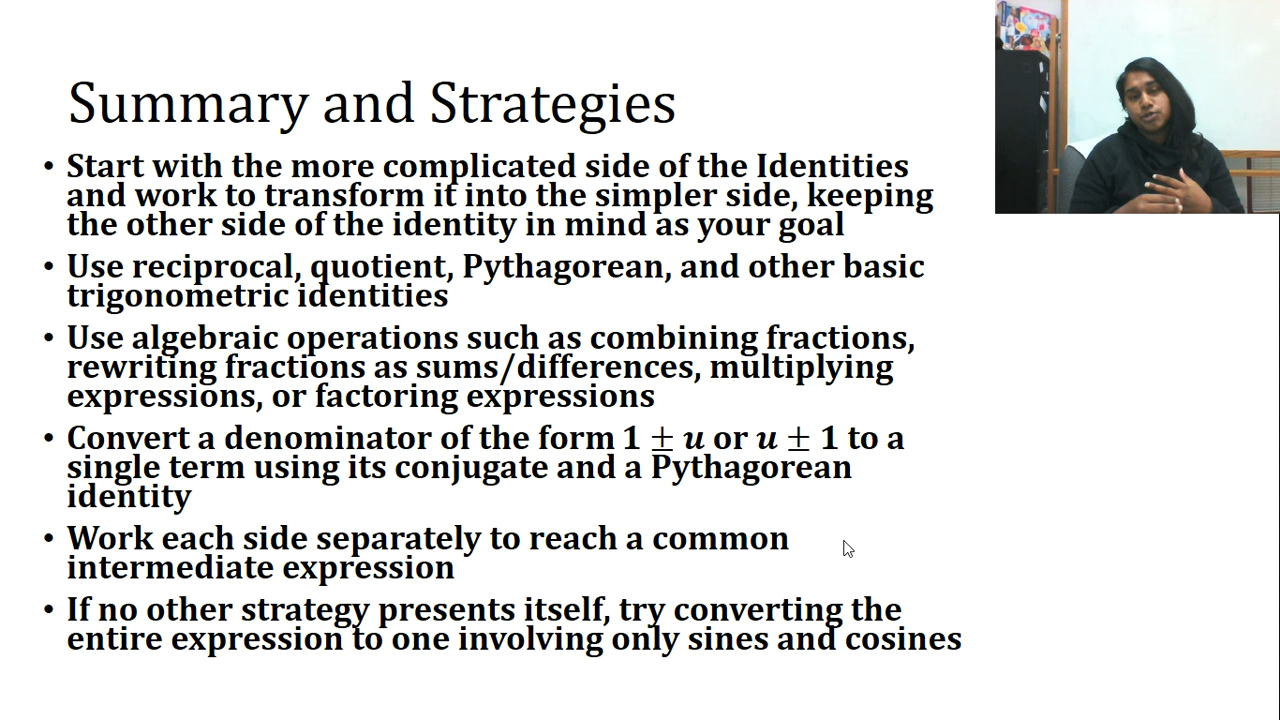 Summary and Strategies
• Start with the more complicated side of the Identities
and work to transform it into the simpler side, keeping
the other side of the identity in mind as your goal
• Use reciprocal, quotient, Pythagorean, and other basic
trigonometric identities
• Use algebraic operations such as combining fractions,
rewriting fractions as sums/differences, multiplying
expressions, or factoring expressions
• Convert a denominator of the form 1 ± u or u ± 1 to a
single term using its conjugate and a Pythagorean
identity
• Work each side separately to reach a common
intermediate expression
• If no other strategy presents itself, try converting the
entire expression to one involving only sines and cosines